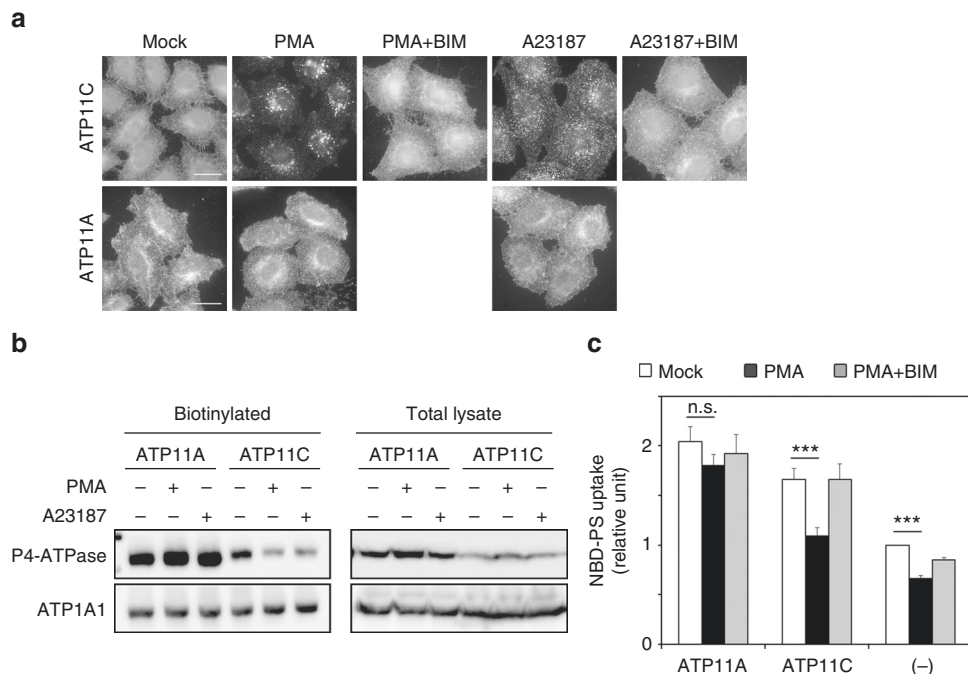 a
Mock PMA PMA+BIM A23187 A23187+BIM
ATP11C
ATP11A
b
Biotinylated Total lysate
ATP11A ATP11C ATP11A ATP11C
PMA – + – – + – – + – – + –
A23187 – – + – – + – – + – – +
P4-ATPase
ATP1A1
c
Mock PMA PMA+BIM
NBD-PS uptake
(relative unit)
2
1
0
n.s.
***
***
ATP11A ATP11C (–)